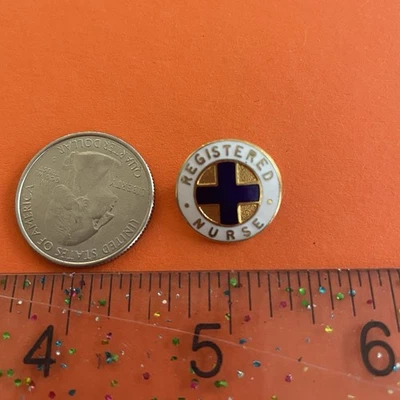 UNITED STATES OF AMERICA
QUARTER DOLLAR
REGISTERED
NURSE
4 5 6